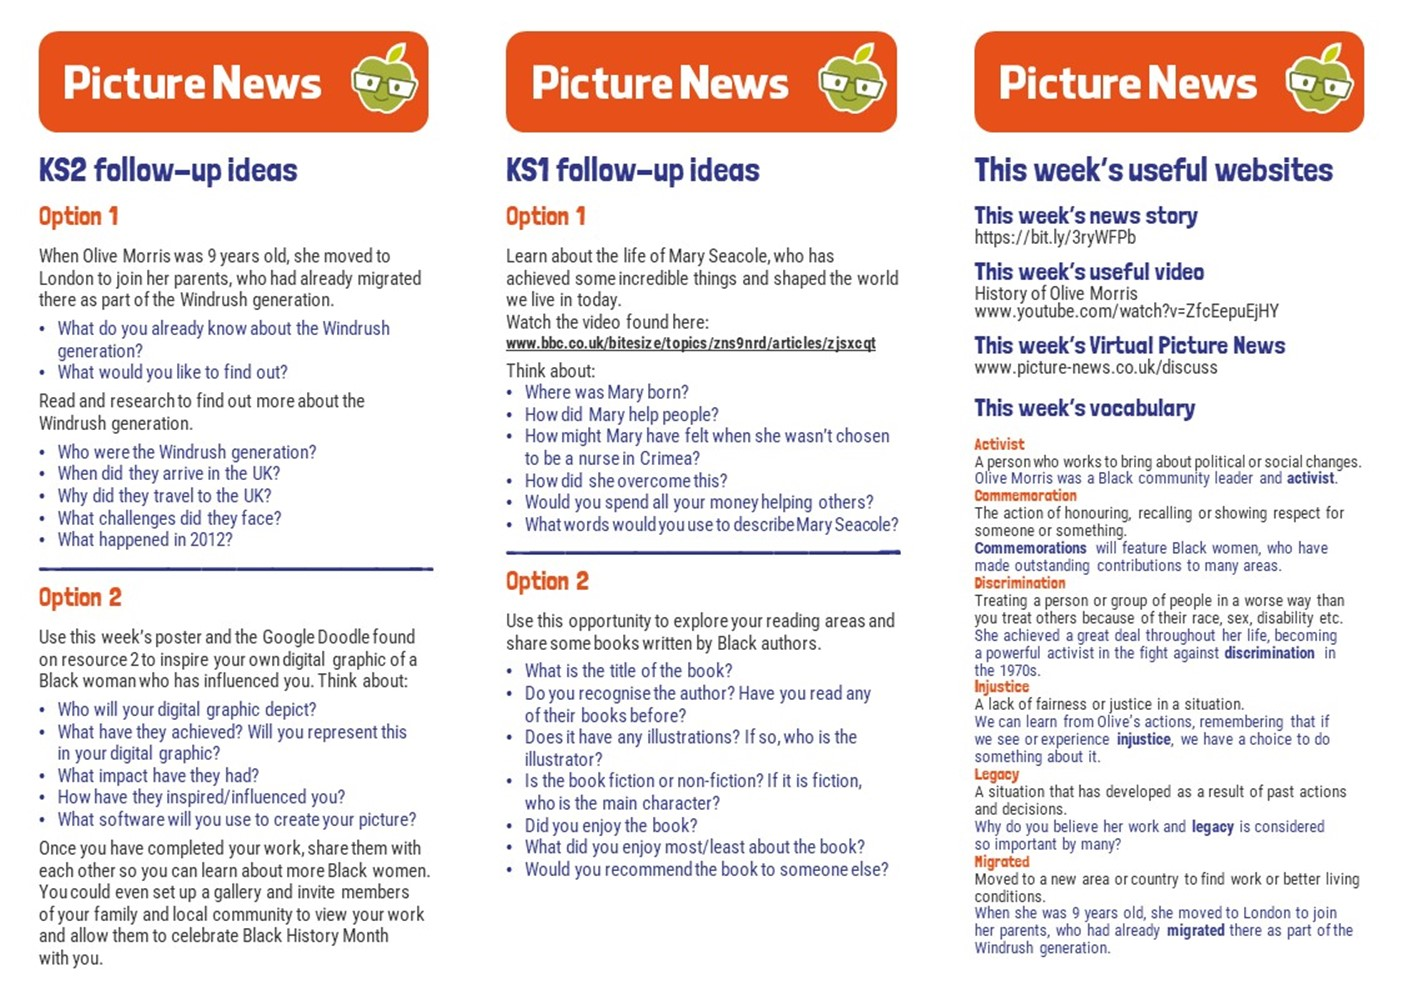 Picture News
KS2 follow-up ideas
Option 1
When Olive Morris was 9 years old, she moved to
London to join her parents, who had already migrated
there as part of the Windrush generation.
• What do you already know about the Windrush
generation?
• What would you like to find out?
Read and research to find out more about the
Windrush generation.
• Who were the Windrush generation?
• When did they arrive in the UK?
• Why did they travel to the UK?
• What challenges did they face?
• What happened in 2012?
Option 2
Use this week's poster and the Google Doodle found
on resource 2 to inspire your own digital graphic of a
Black woman who has influenced you. Think about:
• Who will your digital graphic depict?
• What have they achieved? Will you represent this
in your digital graphic?
• What impact have they had?
• How have they inspired/influenced you?
• What software will you use to create your picture?
Once you have completed your work, share them with
each other so you can learn about more Black women.
You could even set up a gallery and invite members
of your family and local community to view your work
and allow them to celebrate Black History Month
with you.
Picture News
KS1 follow-up ideas
Option 1
Learn about the life of Mary Seacole, who has
achieved some incredible things and shaped the world
we live in today.
Watch the video found here:
www.bbc.co.uk/bitesize/topics/zns9nrd/articles/zjsxcqt
Think about:
• Where was Mary born?
• How did Mary help people?
• How might Mary have felt when she wasn't chosen
to be a nurse in Crimea?
• How did she overcome this?
• Would you spend all your money helping others?
• What words would you use to describe Mary Seacole?
Option 2
Use this opportunity to explore your reading areas and
share some books written by Black authors.
• What is the title of the book?
• Do you recognise the author? Have you read any
of their books before?
• Does it have any illustrations? If so, who is the
illustrator?
• Is the book fiction or non-fiction? If it is fiction,
who is the main character?
• Did you enjoy the book?
• What did you enjoy most/least about the book?
• Would you recommend the book to someone else?
Picture News
This week's useful websites
This week's news story
https://bit.ly/3ryWFPb
This week's useful video
History of Olive Morris
www.youtube.com/watch?v=ZfcEepuEjHY
This week's Virtual Picture News
www.picture-news.co.uk/discuss
This week's vocabulary
Activist
A person who works to bring about political or social changes.
Olive Morris was a Black community leader and activist.
Commemoration
The action of honouring, recalling or showing respect for
someone or something.
Commemorations will feature Black women, who have
made outstanding contributions to many areas.
Discrimination
Treating a person or group of people in a worse way than
you treat others because of their race, sex, disability etc.
She achieved a great deal throughout her life, becoming
a powerful activist in the fight against discrimination in
the 1970s.
Injustice
A lack of fairness or justice in a situation.
We can learn from Olive's actions, remembering that if
we see or experience injustice, we have a choice to do
something about it.
Legacy
A situation that has developed as a result of past actions
and decisions.
Why do you believe her work and legacy is considered
so important by many?
Migrated
Moved to a new area or country to find work or better living
conditions.
When she was 9 years old, she moved to London to join
her parents, who had already migrated there as part of the
Windrush generation.